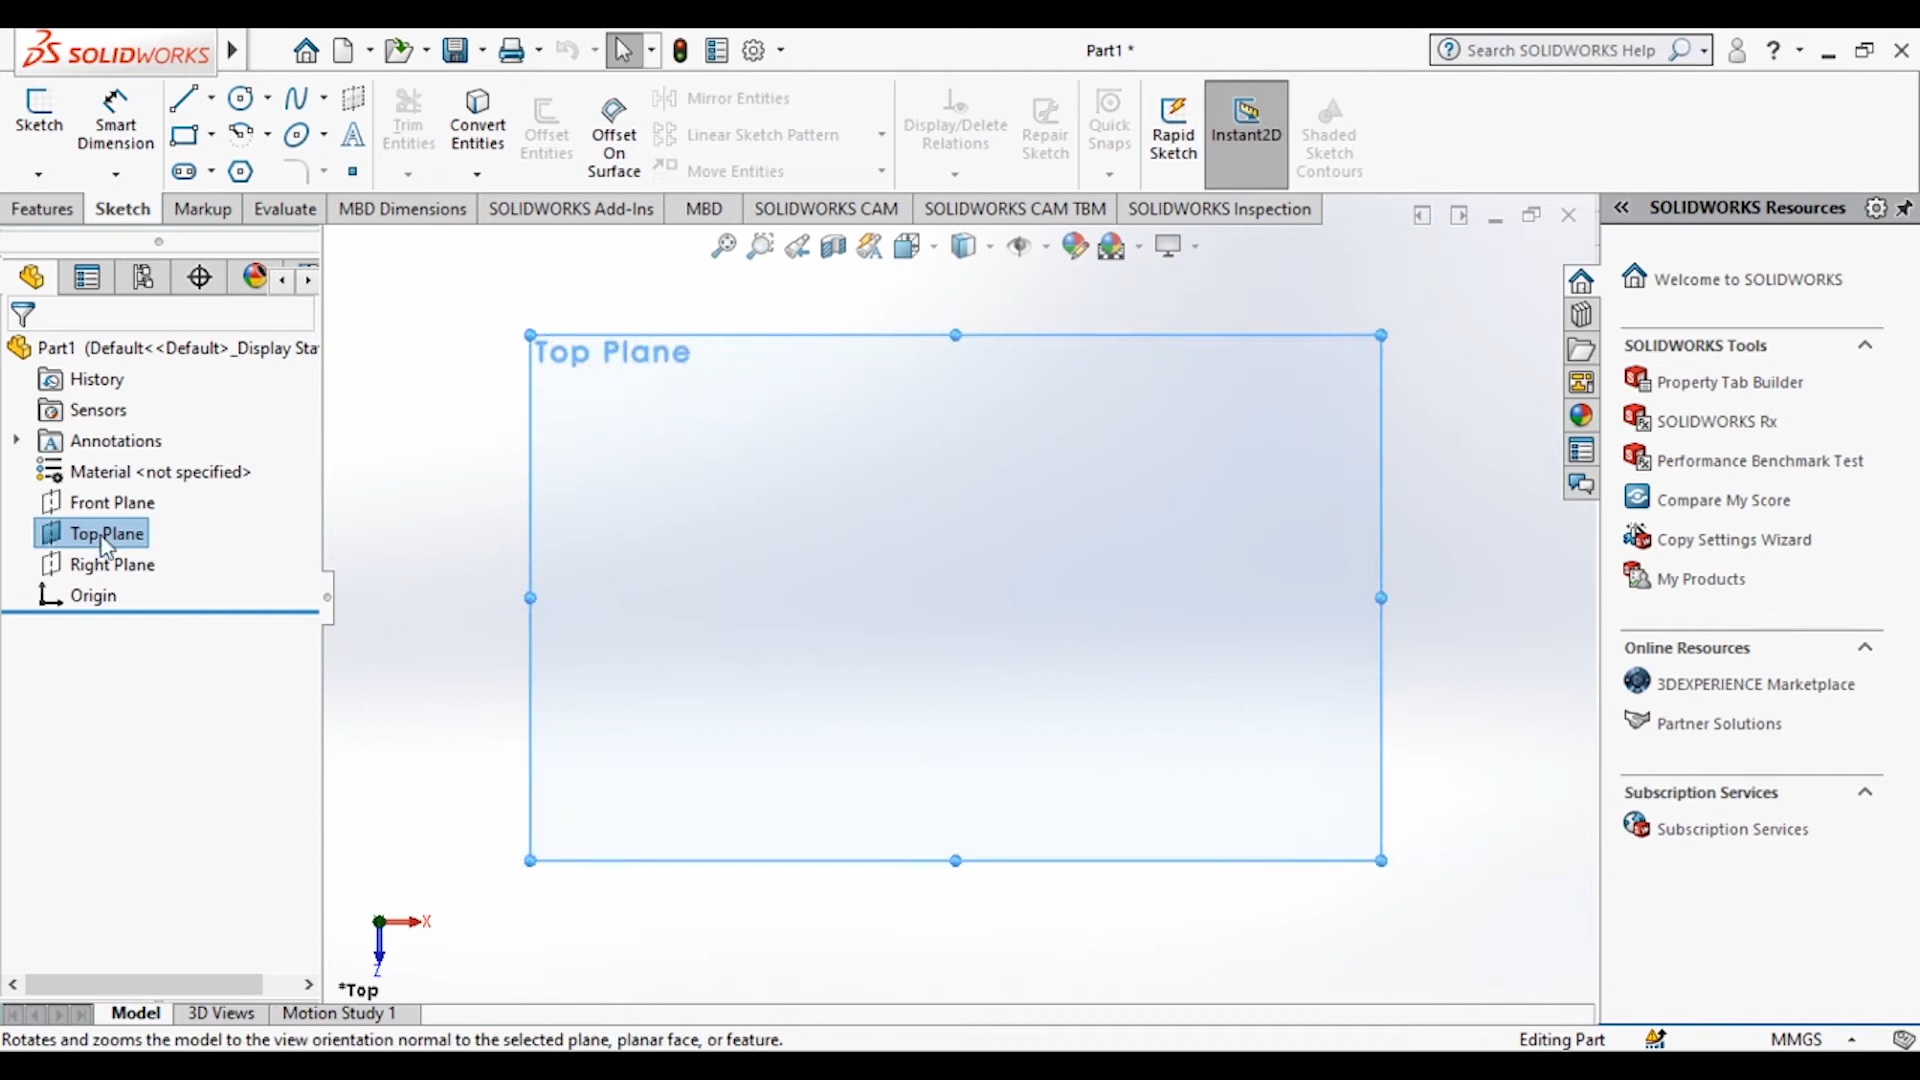 SOLIDWORKS
Part1 *
Search SOLIDWORKS Help
Sketch
Smart Dimension
Trim Entities
Convert Entities
Offset Entities
Offset On Surface
Mirror Entities
Linear Sketch Pattern
Move Entities
Display/Delete Relations
Repair Sketch
Quick Snaps
Rapid Sketch
Instant2D
Shaded Sketch Contours
Features
Sketch
Markup
Evaluate
MBD Dimensions
SOLIDWORKS Add-Ins
MBD
SOLIDWORKS CAM
SOLIDWORKS CAM TBM
SOLIDWORKS Inspection
Part1 (Default<<Default>_Display Sta
History
Sensors
Annotations
Material <not specified>
Front Plane
Top Plane
Right Plane
Origin
Top Plane
X
Z
*Top
SOLIDWORKS Resources
Welcome to SOLIDWORKS
SOLIDWORKS Tools
Property Tab Builder
SOLIDWORKS Rx
Performance Benchmark Test
Compare My Score
Copy Settings Wizard
My Products
Online Resources
3DEXPERIENCE Marketplace
Partner Solutions
Subscription Services
Subscription Services
Model
3D Views
Motion Study 1
Rotates and zooms the model to the view orientation normal to the selected plane, planar face, or feature.
Editing Part
MMGS